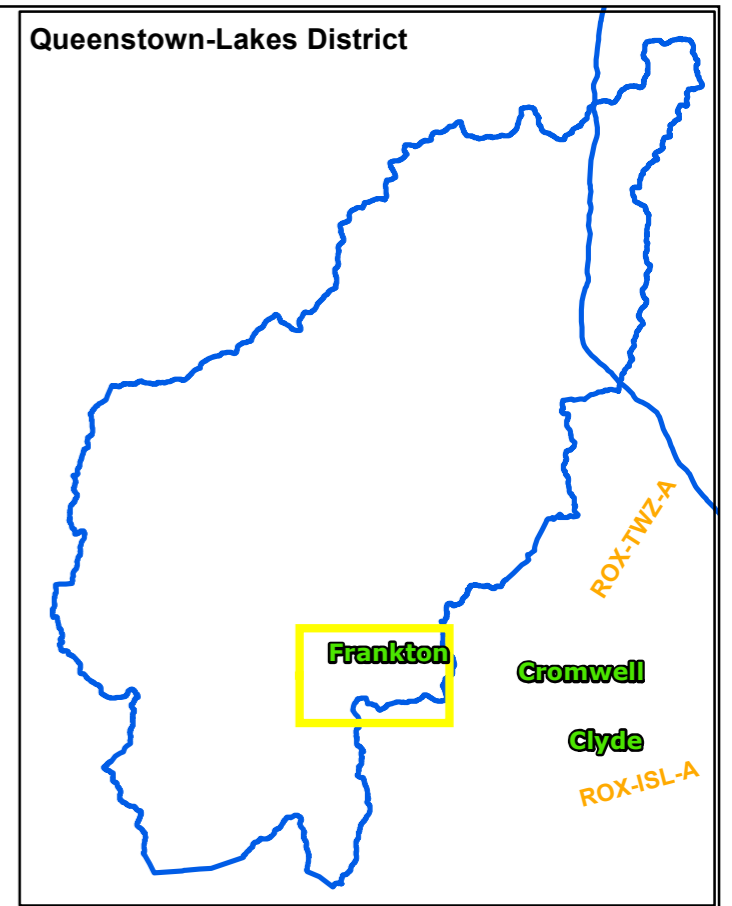 Queenstown-Lakes District
ROX-TWZ-A
Frankton
Cromwell
Clyde
ROX-ISL-A